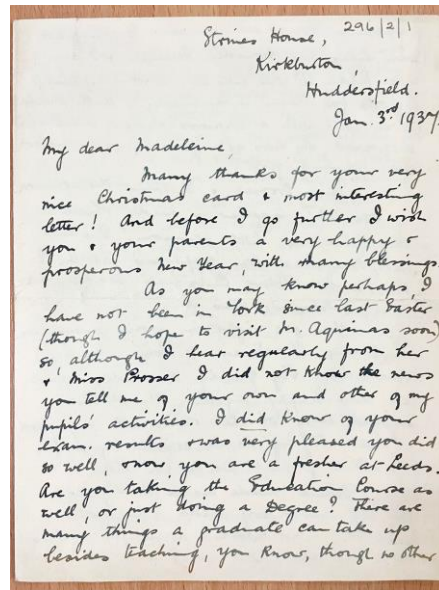 296/2/1
Strines House,
Kirkburton,
Huddersfield.
Jan. 3rd 1937.
My dear Madeleine,
Many thanks for your very
nice Christmas card & most interesting
letter! And before I go further I wish
you & your parents a very happy &
prosperous New Year, with many blessings
As you may know perhaps, I
have not been in York since last Easter
(though I hope to visit M. Aquinas soon)
so, although I hear regularly from her
& Miss Prosser I did not know the news
you tell me of your own and other of my
pupils' activities. I did know of your
exam. results & was very pleased you did
so well, & now you are a fresher at Leeds.
Are you taking the Education Course as
well, or just doing a Degree? There are
many things a graduate can take up
besides teaching, you know, though no other